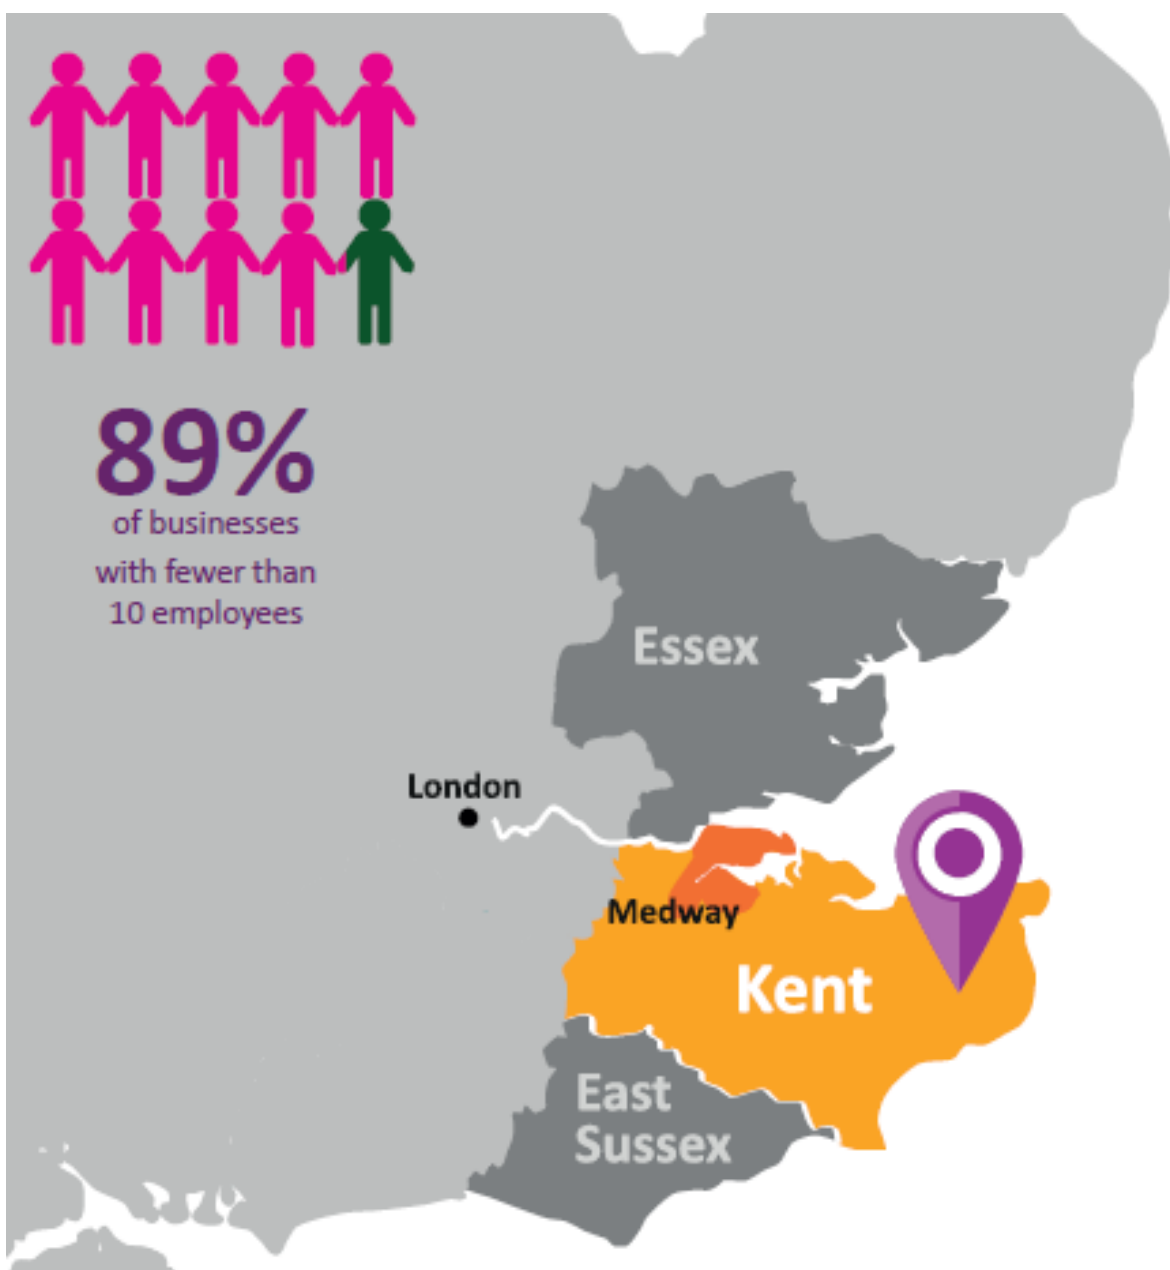 89%
of businesses
with fewer than
10 employees
Essex
London
Medway
Kent
East
Sussex